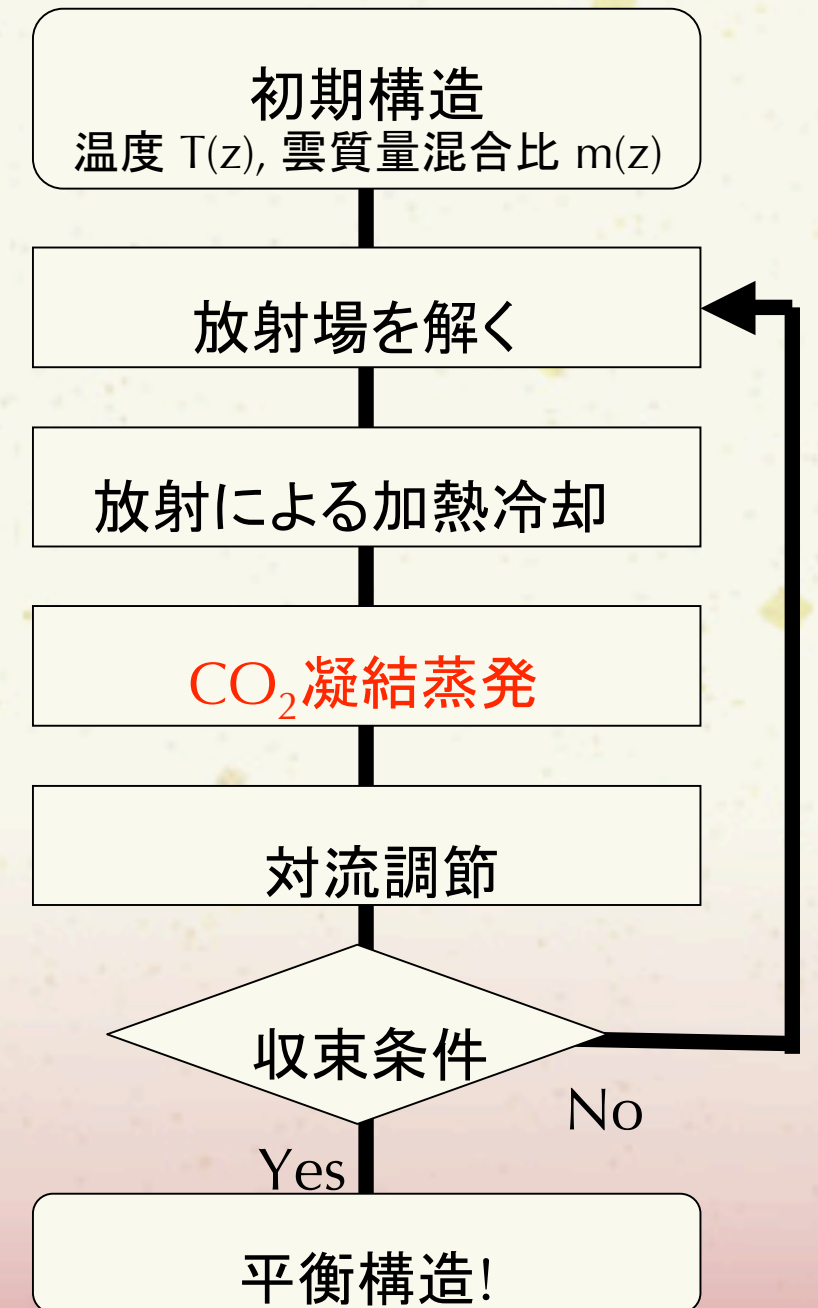 初期構造
温度 T(z), 雲質量混合比 m(z)
放射場を解く
放射による加熱冷却
CO₂凝結蒸発
対流調節
収束条件
No
Yes
平衡構造!